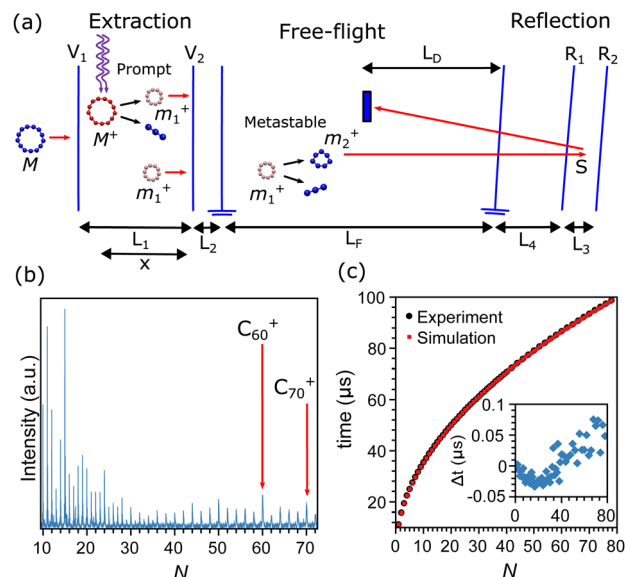 (a)
Extraction
Free-flight
Reflection
V1
V2
LD
R1 R2
Prompt
M
M+
m1+
m1+
Metastable
m1+
m2+
S
L1
L2
LF
L4
L3
x
(b)
Intensity (a.u.)
C60+
C70+
10 20 30 40 50 60 70
N
(c)
time (µs)
100
80
60
40
20
Experiment
Simulation
Δt (µs)
0.1
0.05
0
-0.05
0 40 80
0 10 20 30 40 50 60 70 80
N